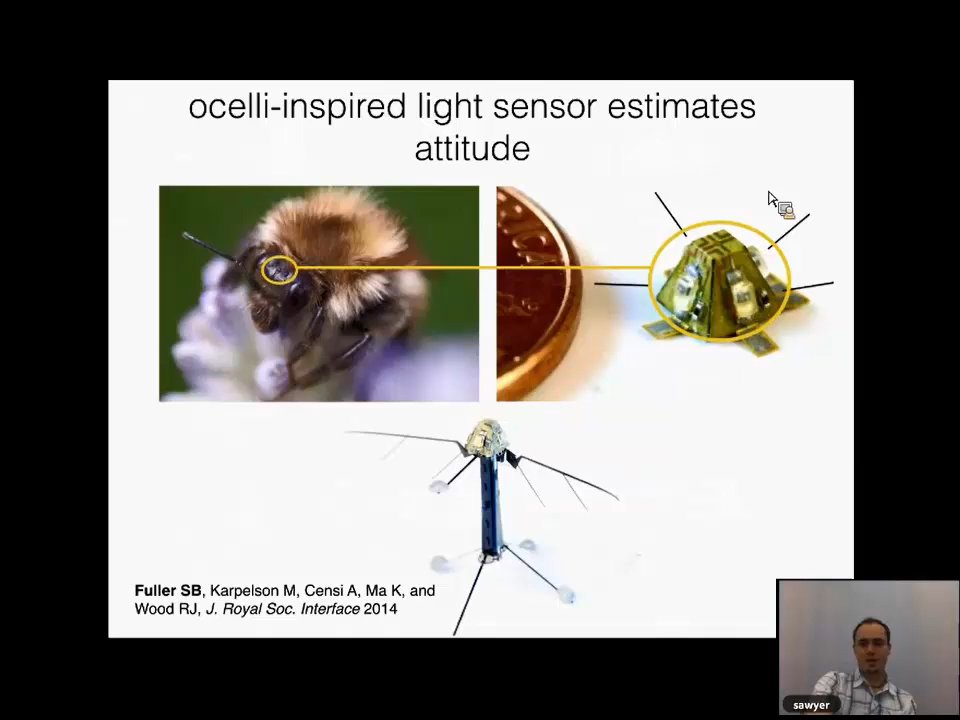 ocelli-inspired light sensor estimates
attitude
Fuller SB, Karpelson M, Censi A, Ma K, and
Wood RJ, J. Royal Soc. Interface 2014
sawyer